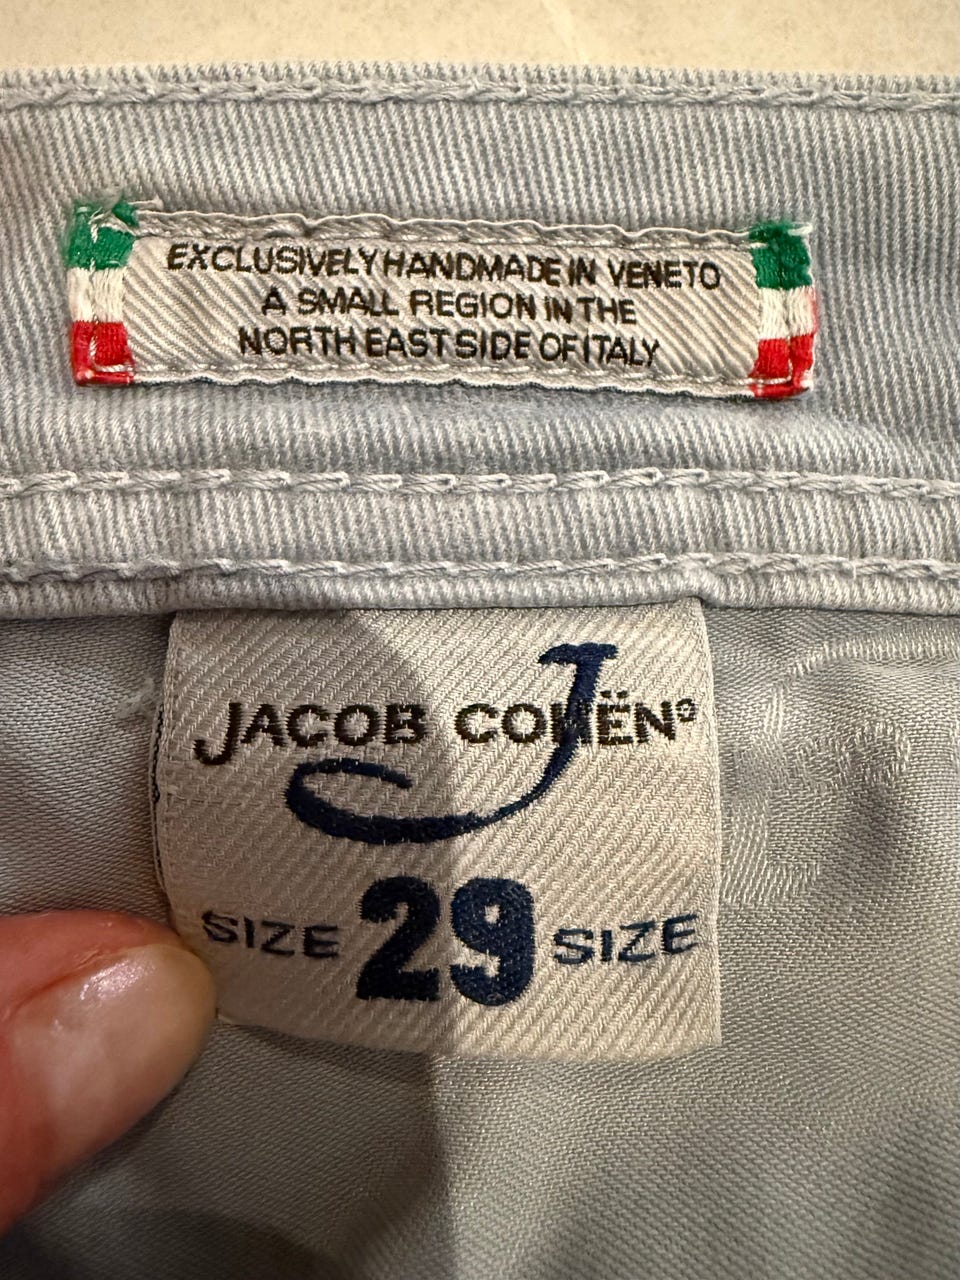 EXCLUSIVELY HANDMADE IN VENETO
A SMALL REGION IN THE
NORTH EAST SIDE OF ITALY
J
JACOB COHËN®
SIZE 29 SIZE